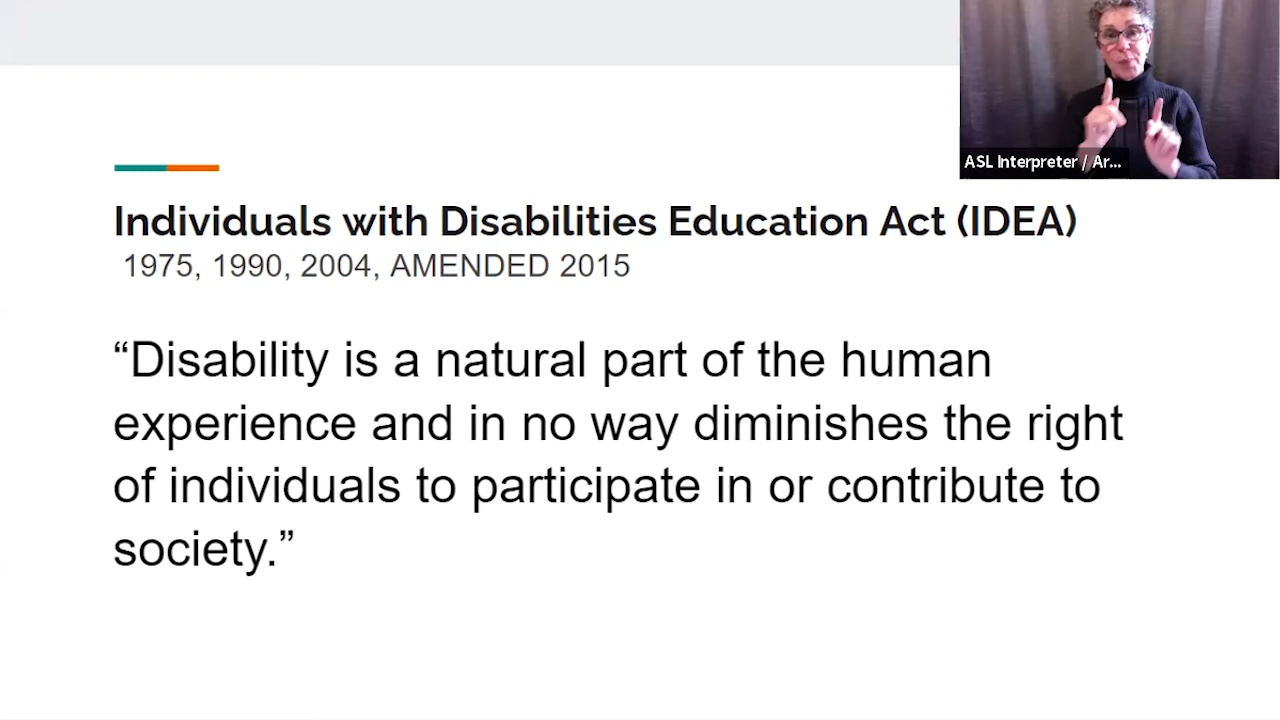 ASL Interpreter / Ar...
Individuals with Disabilities Education Act (IDEA)
1975, 1990, 2004, AMENDED 2015
“Disability is a natural part of the human
experience and in no way diminishes the right
of individuals to participate in or contribute to
society.”